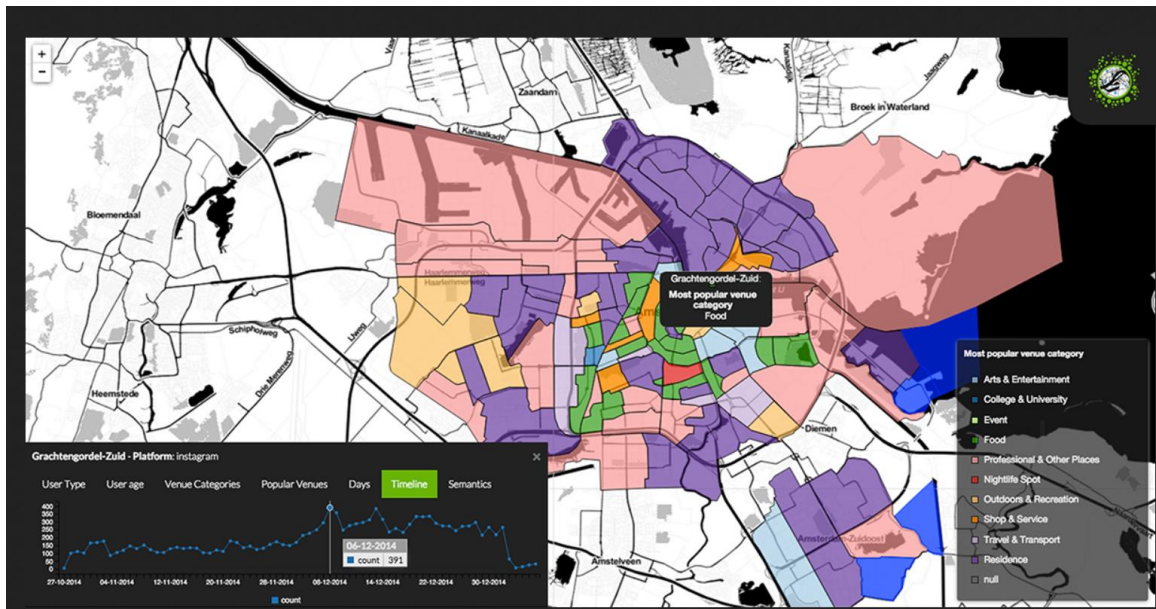 +
−
Zaandam
Kanaalkade
Kanaaldijk
Jaagweg
Broek in Waterland
Bloemendaal
Haarlemmerweg
Haarlemmerweg
Schipholweg
IJweg
Drie Merenweg
Heemstede
Grachtengordel-Zuid:
Most popular venue
category
Food
Diemen
Amsterdam-Zuidoost
Amstelveen
Most popular venue category
Arts & Entertainment
College & University
Event
Food
Professional & Other Places
Nightlife Spot
Outdoors & Recreation
Shop & Service
Travel & Transport
Residence
null
Grachtengordel-Zuid - Platform: instagram
×
User Type User age Venue Categories Popular Venues Days Timeline Semantics
400
350
300
250
200
150
100
50
0
06-12-2014
count 391
27-10-2014 04-11-2014 12-11-2014 20-11-2014 28-11-2014 06-12-2014 14-12-2014 22-12-2014 30-12-2014
count